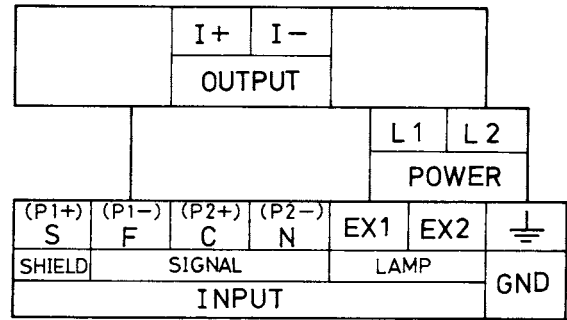 I+ I-
OUTPUT
L1 L2
POWER
(P1+) (P1-) (P2+) (P2-)
S F C N EX1 EX2
SHIELD SIGNAL LAMP GND
INPUT